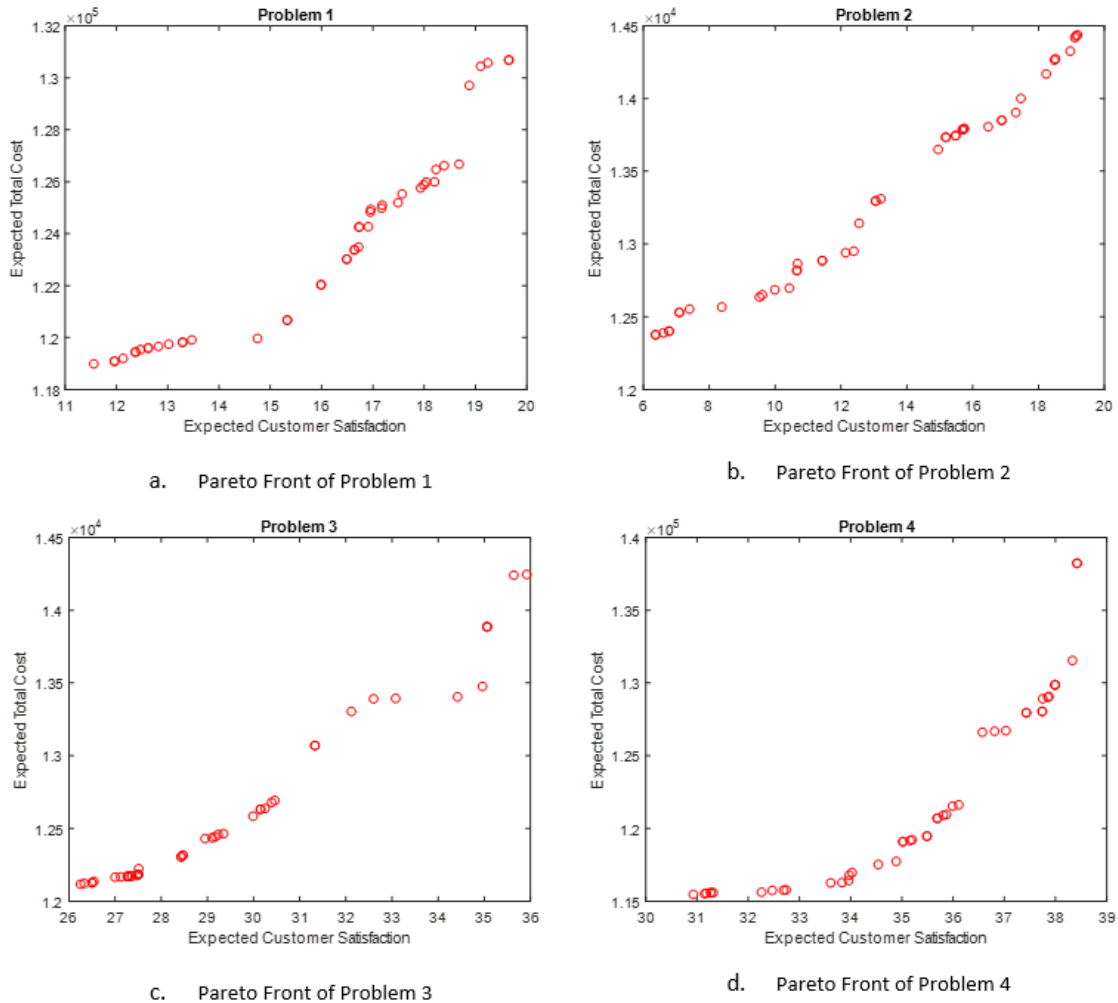 Problem 1
×10^5
1.32
1.3
1.28
1.26
1.24
1.22
1.2
1.18
Expected Total Cost
11 12 13 14 15 16 17 18 19 20
Expected Customer Satisfaction
a. Pareto Front of Problem 1
Problem 2
×10^4
1.45
1.4
1.35
1.3
1.25
1.2
Expected Total Cost
6 8 10 12 14 16 18 20
Expected Customer Satisfaction
b. Pareto Front of Problem 2
Problem 3
×10^4
1.45
1.4
1.35
1.3
1.25
1.2
Expected Total Cost
26 27 28 29 30 31 32 33 34 35 36
Expected Customer Satisfaction
c. Pareto Front of Problem 3
Problem 4
×10^5
1.4
1.35
1.3
1.25
1.2
1.15
Expected Total Cost
30 31 32 33 34 35 36 37 38 39
Expected Customer Satisfaction
d. Pareto Front of Problem 4